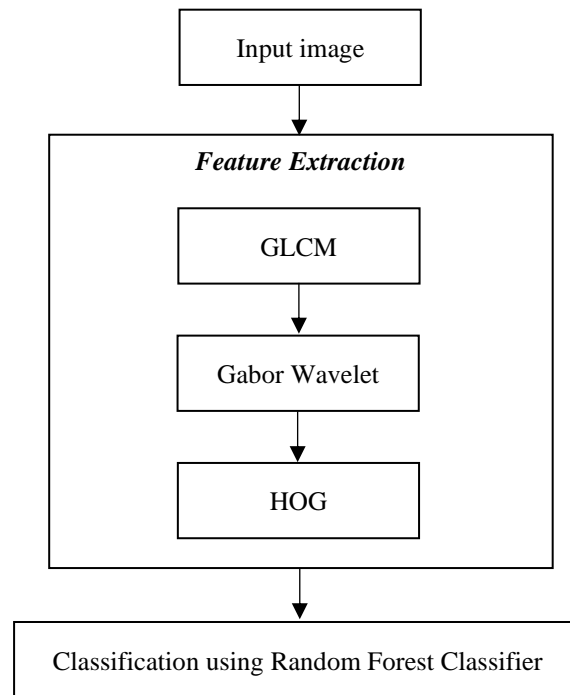 Input image
Feature Extraction
GLCM
Gabor Wavelet
HOG
Classification using Random Forest Classifier